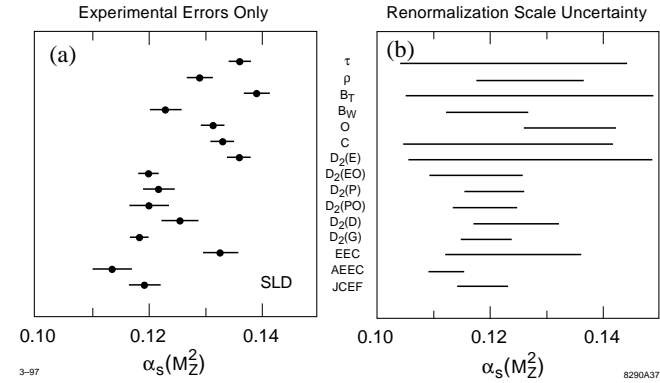 Experimental Errors Only
Renormalization Scale Uncertainty
(a)
(b)
τ
ρ
B_T
B_W
O
C
D_2(E)
D_2(EO)
D_2(P)
D_2(PO)
D_2(D)
D_2(G)
EEC
AEEC
JCEF
SLD
0.10 0.12 0.14
0.10 0.12 0.14
α_s(M_Z^2)
α_s(M_Z^2)
3–97
8290A37